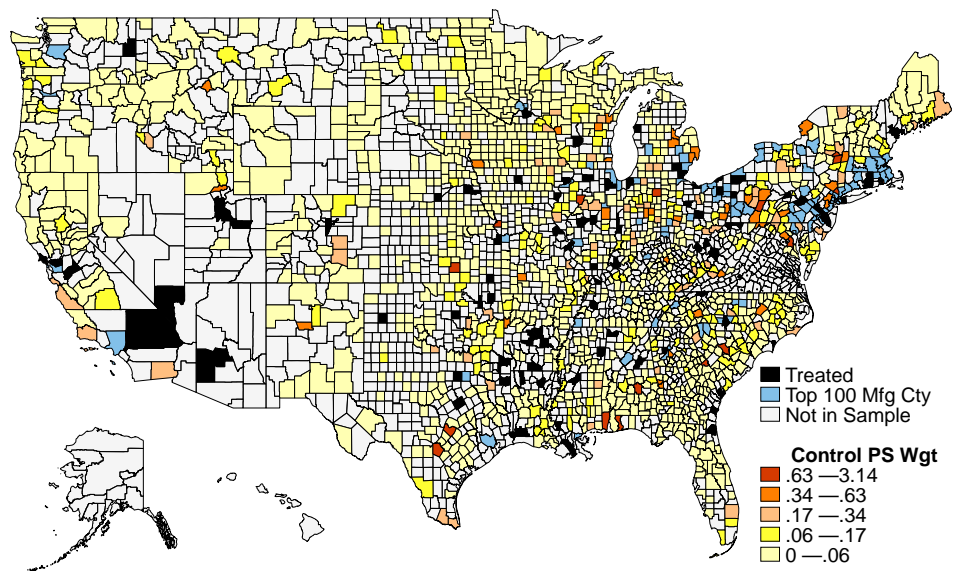 Treated
Top 100 Mfg Cty
Not in Sample
Control PS Wgt
.63 —3.14
.34 —.63
.17 —.34
.06 —.17
0 —.06